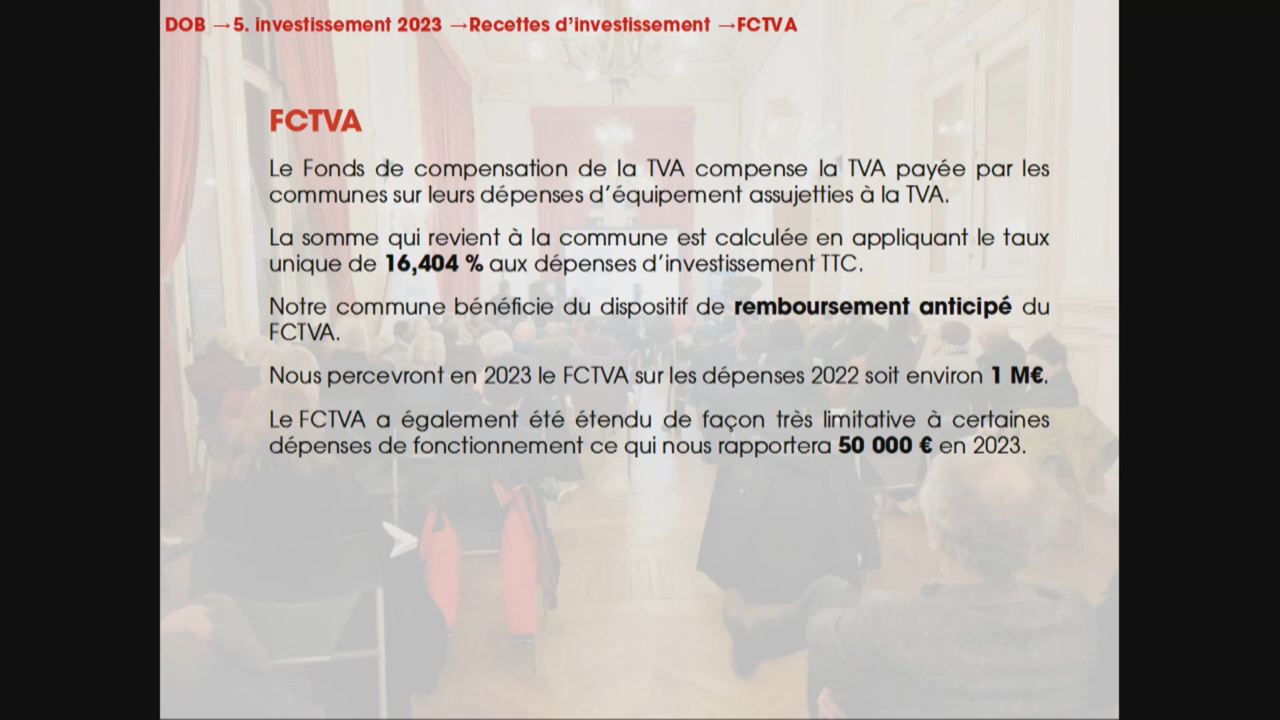 DOB →5. investissement 2023 →Recettes d’investissement →FCTVA
FCTVA
Le Fonds de compensation de la TVA compense la TVA payée par les
communes sur leurs dépenses d’équipement assujetties à la TVA.
La somme qui revient à la commune est calculée en appliquant le taux
unique de 16,404 % aux dépenses d’investissement TTC.
Notre commune bénéficie du dispositif de remboursement anticipé du
FCTVA.
Nous percevront en 2023 le FCTVA sur les dépenses 2022 soit environ 1 M€.
Le FCTVA a également été étendu de façon très limitative à certaines
dépenses de fonctionnement ce qui nous rapportera 50 000 € en 2023.